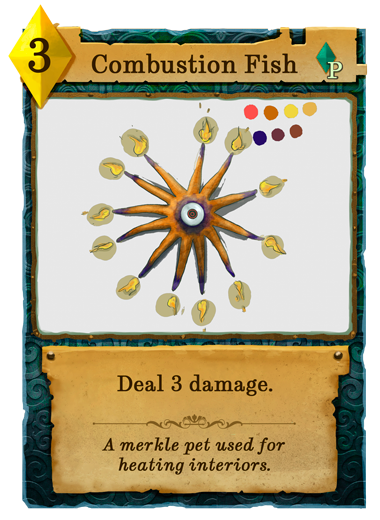 3
Combustion Fish
P
Deal 3 damage.
A merkle pet used for
heating interiors.